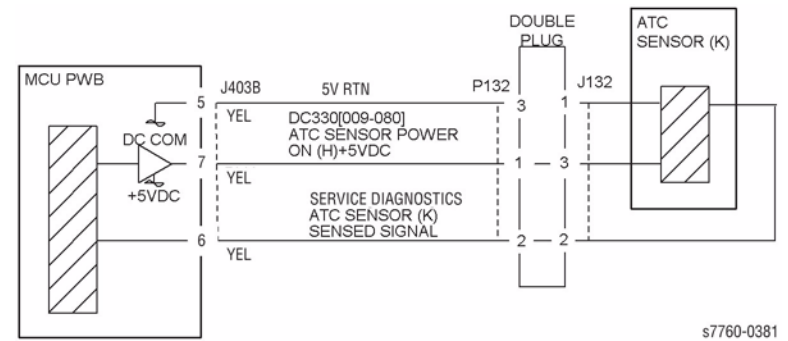 DOUBLE
PLUG
ATC
SENSOR (K)
MCU PWB
J403B
5V RTN
P132
J132
5
YEL
3
1
DC330[009-080]
ATC SENSOR POWER
ON (H)+5VDC
DC COM
7
YEL
1
3
+5VDC
SERVICE DIAGNOSTICS
ATC SENSOR (K)
SENSED SIGNAL
6
YEL
2
2
s7760-0381